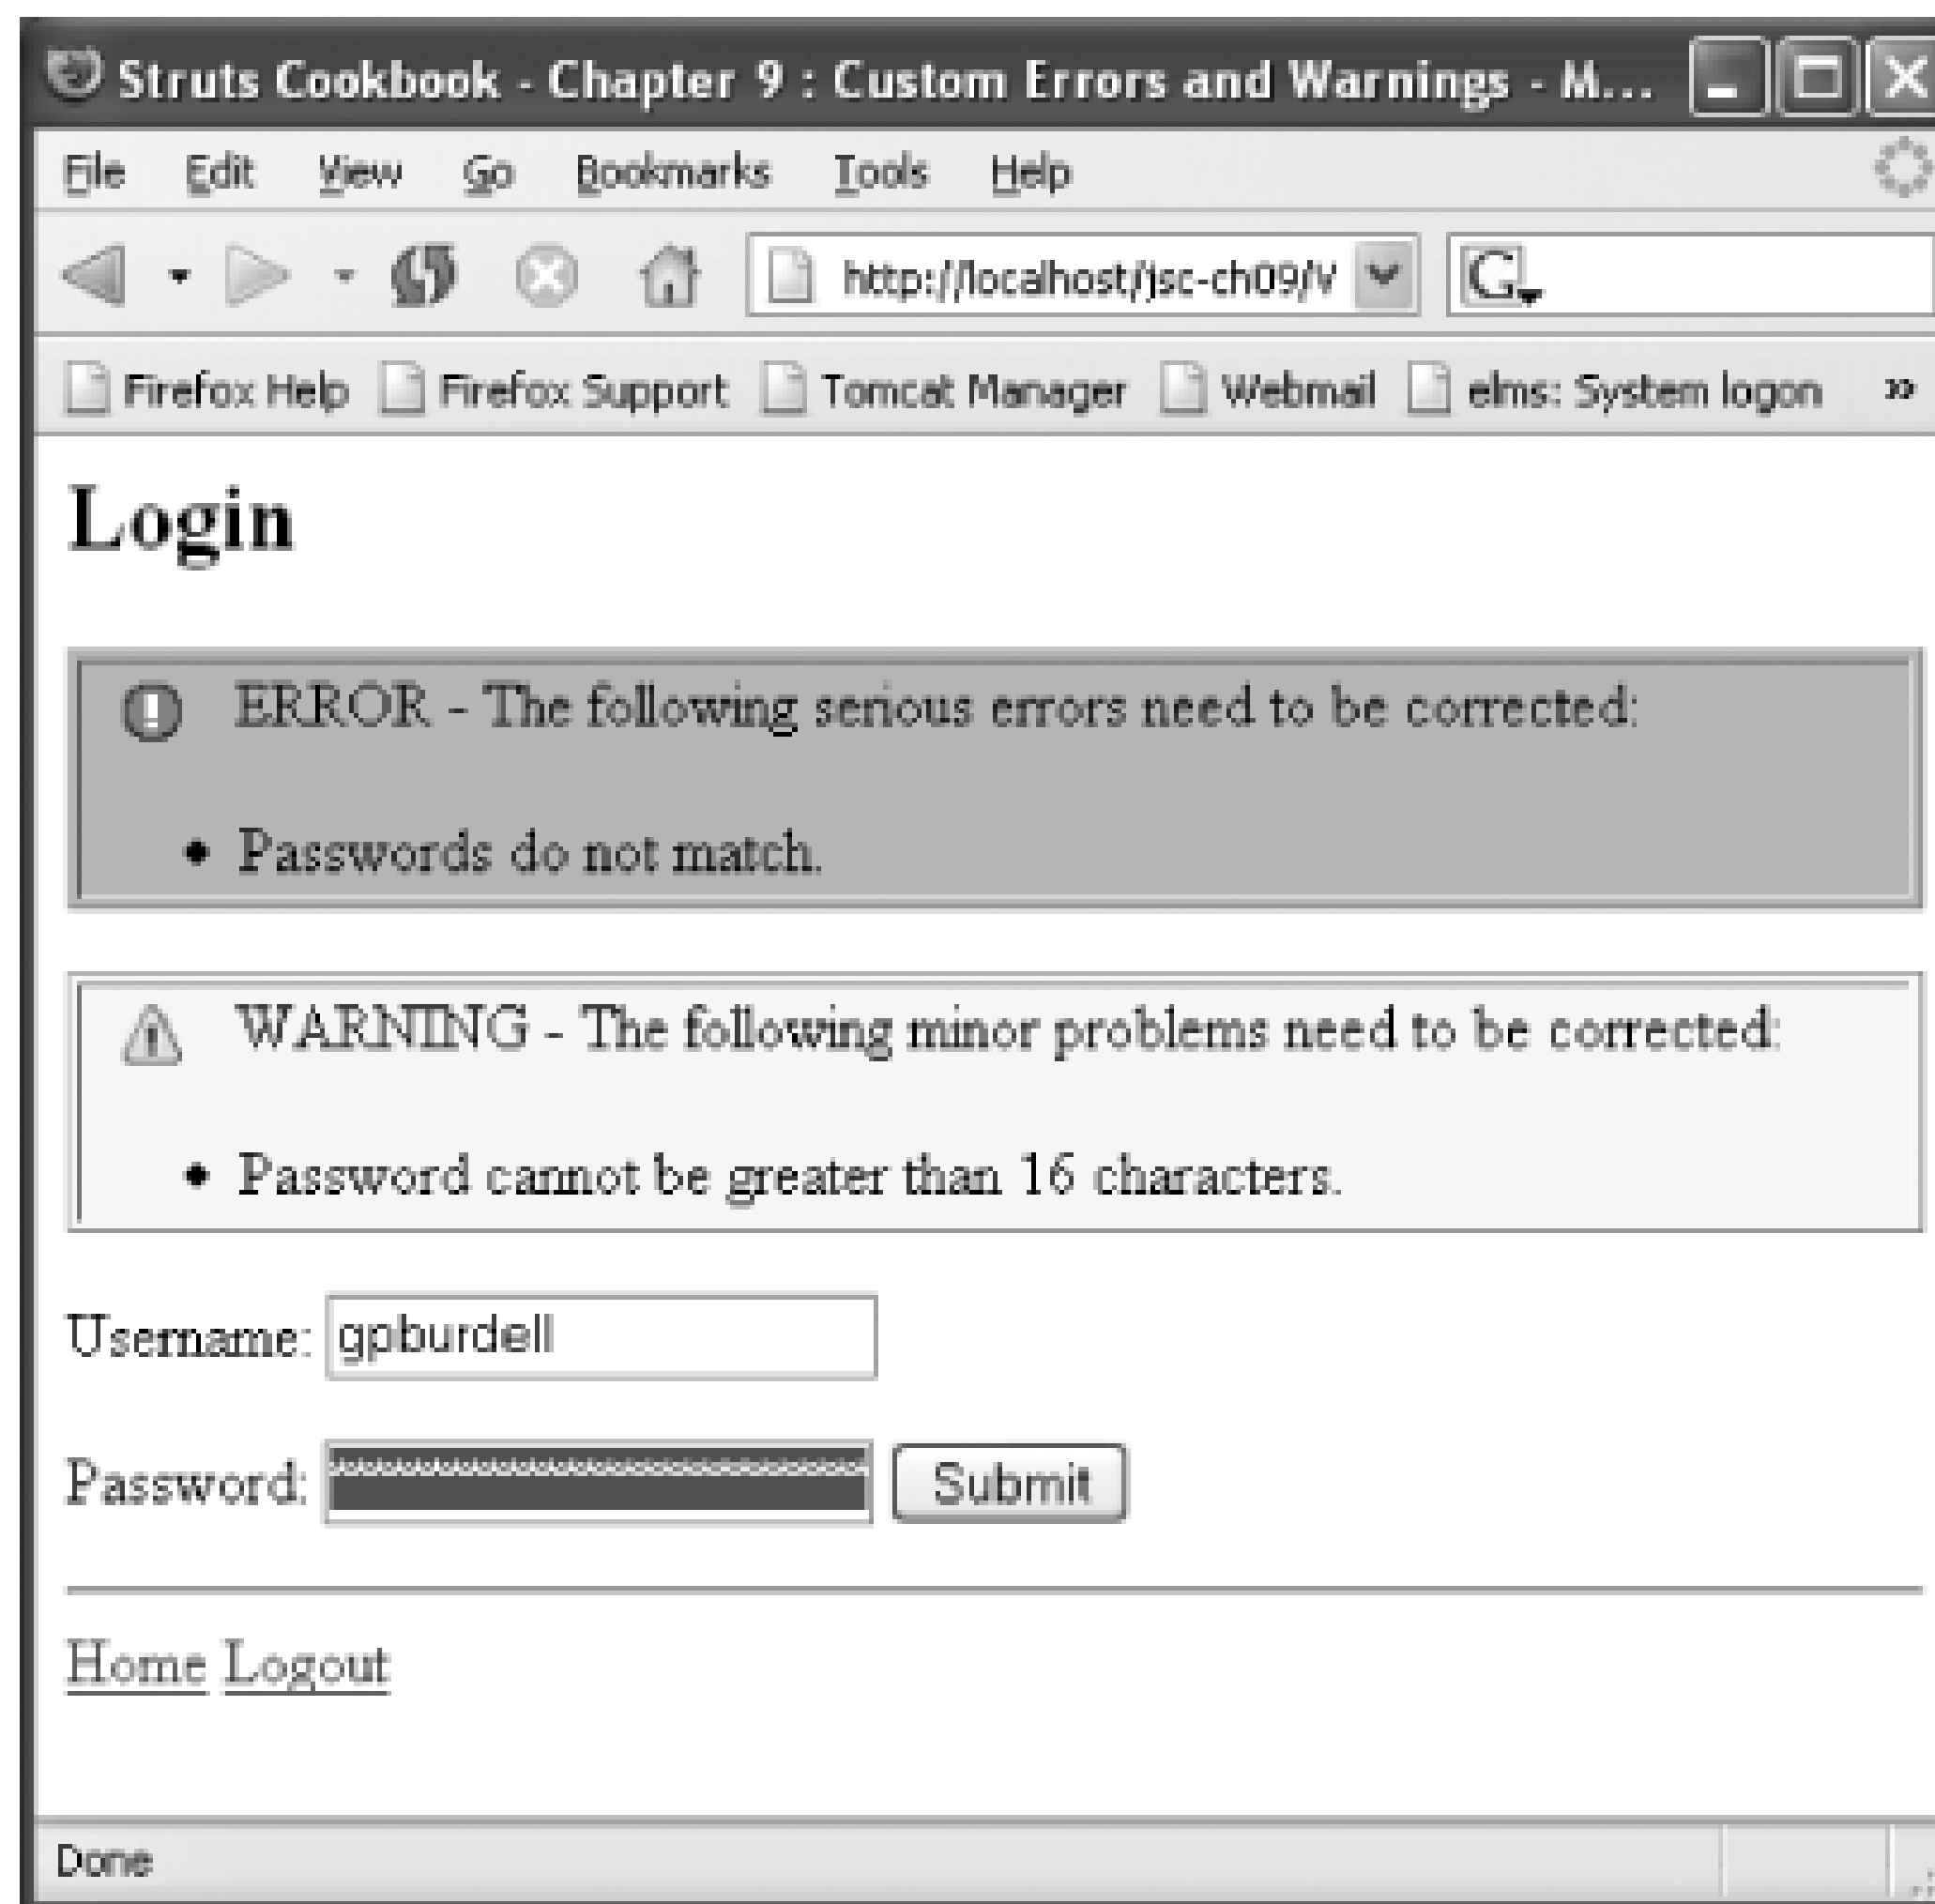 Struts Cookbook - Chapter 9 : Custom Errors and Warnings - M...
File Edit View Go Bookmarks Tools Help
http://localhost/jsc-ch09/V
G
Firefox Help Firefox Support Tomcat Manager Webmail elms: System logon »
Login
ERROR - The following serious errors need to be corrected:
• Passwords do not match.
WARNING - The following minor problems need to be corrected:
• Password cannot be greater than 16 characters.
Username: gpburdell
Password: Submit
Home Logout
Done